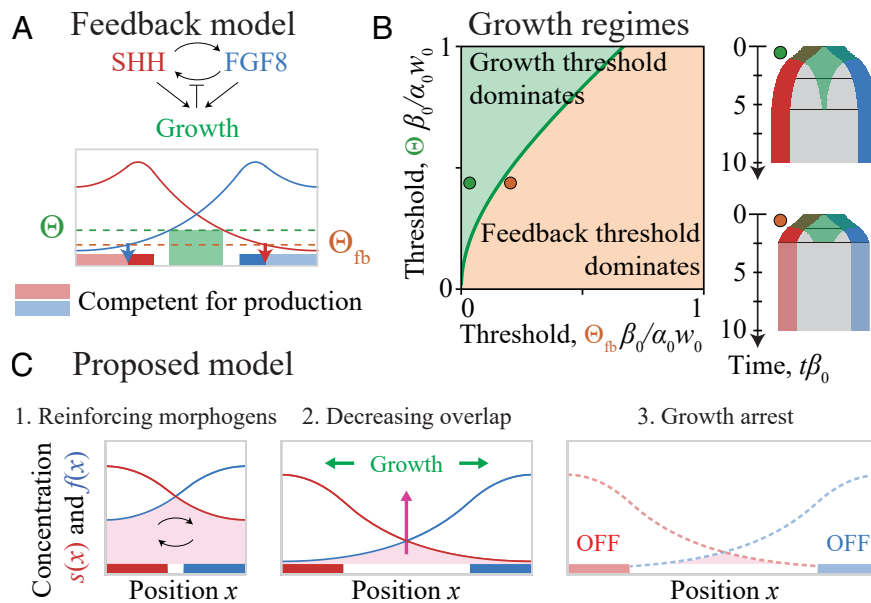 A
Feedback model
SHH
FGF8
Growth
Θ
Θfb
Competent for production
B
Growth regimes
1
0
Growth threshold
dominates
Feedback threshold
dominates
Threshold, Θ β0/α0w0
0
1
Threshold, Θfb β0/α0w0
0
5
10
0
5
10
Time, tβ0
C
Proposed model
1. Reinforcing morphogens
2. Decreasing overlap
3. Growth arrest
Concentration
s(x) and f(x)
Growth
OFF
OFF
Position x
Position x
Position x